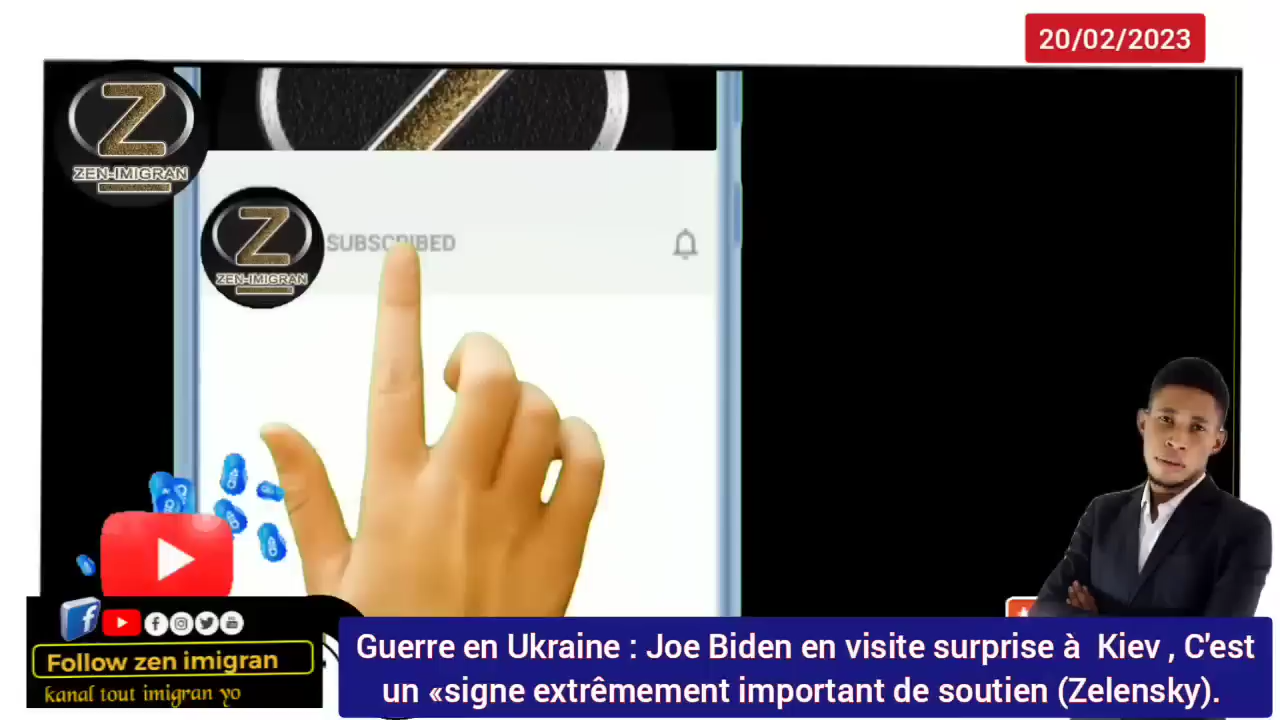 20/02/2023
Z
ZEN-IMIGRAN
Z
ZEN-IMIGRAN
SUBSCRIBED
Follow zen imigran
kanal tout imigran yo
Guerre en Ukraine : Joe Biden en visite surprise à Kiev , C'est
un «signe extrêmement important de soutien (Zelensky).